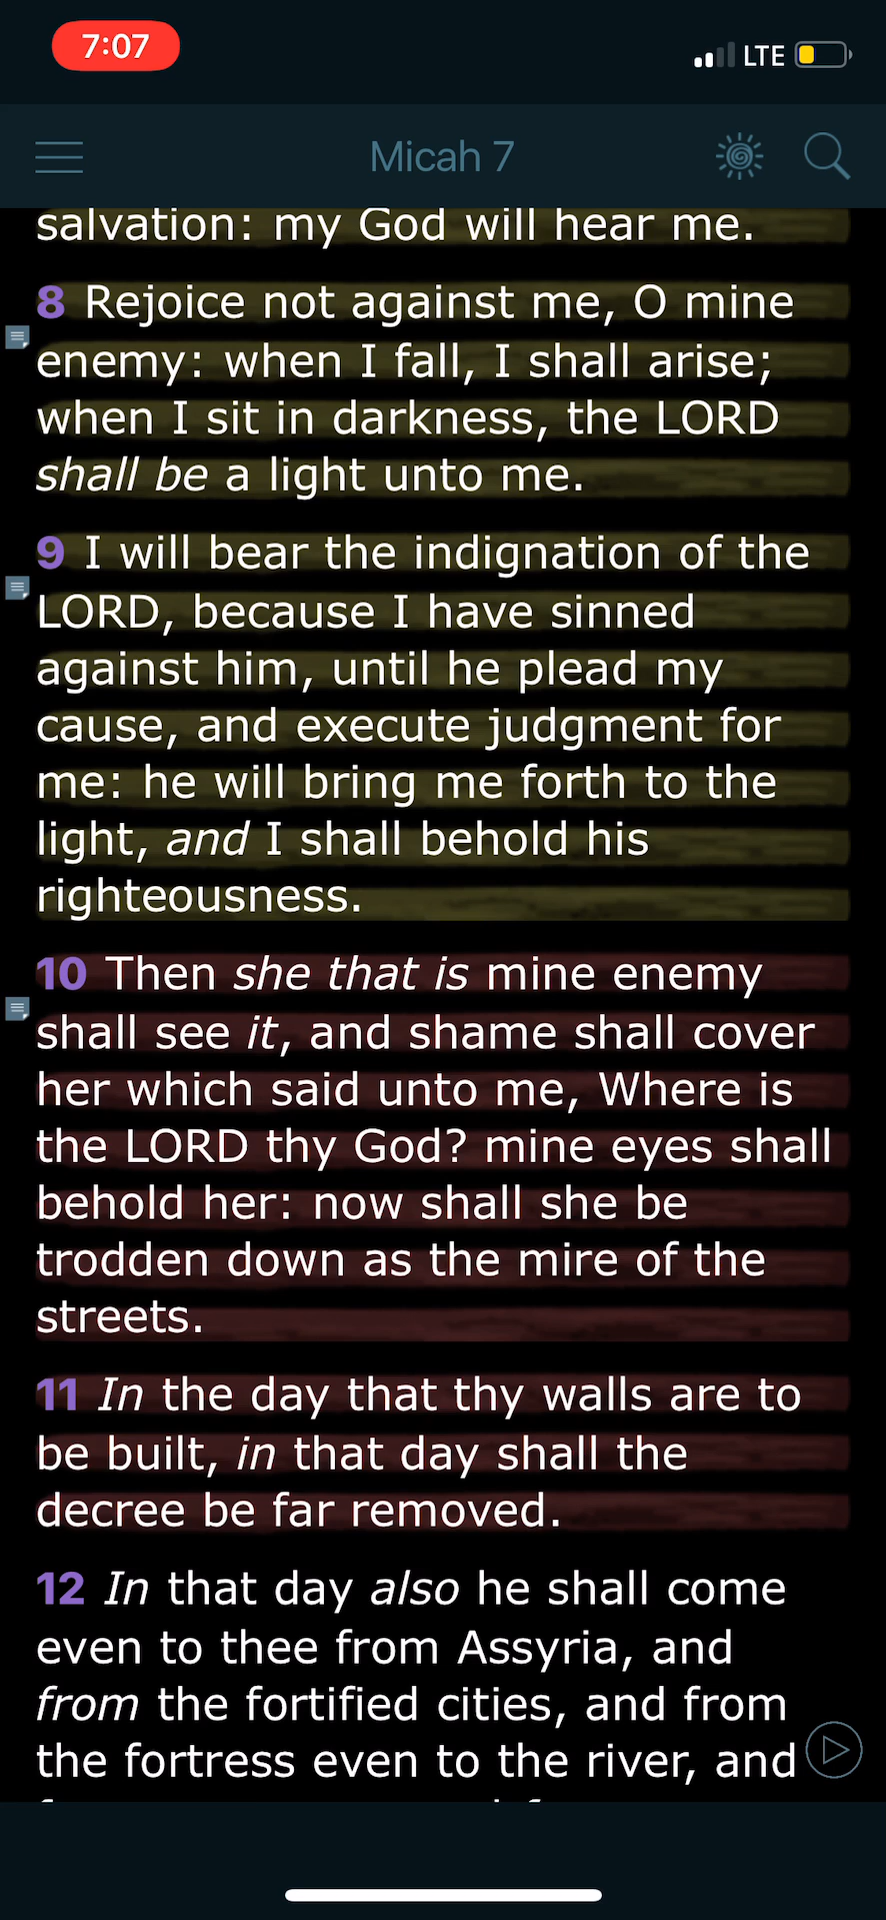 7:07
LTE
Micah 7
salvation: my God will hear me.
8 Rejoice not against me, O mine
enemy: when I fall, I shall arise;
when I sit in darkness, the LORD
shall be a light unto me.
9 I will bear the indignation of the
LORD, because I have sinned
against him, until he plead my
cause, and execute judgment for
me: he will bring me forth to the
light, and I shall behold his
righteousness.
10 Then she that is mine enemy
shall see it, and shame shall cover
her which said unto me, Where is
the LORD thy God? mine eyes shall
behold her: now shall she be
trodden down as the mire of the
streets.
11 In the day that thy walls are to
be built, in that day shall the
decree be far removed.
12 In that day also he shall come
even to thee from Assyria, and
from the fortified cities, and from
the fortress even to the river, and